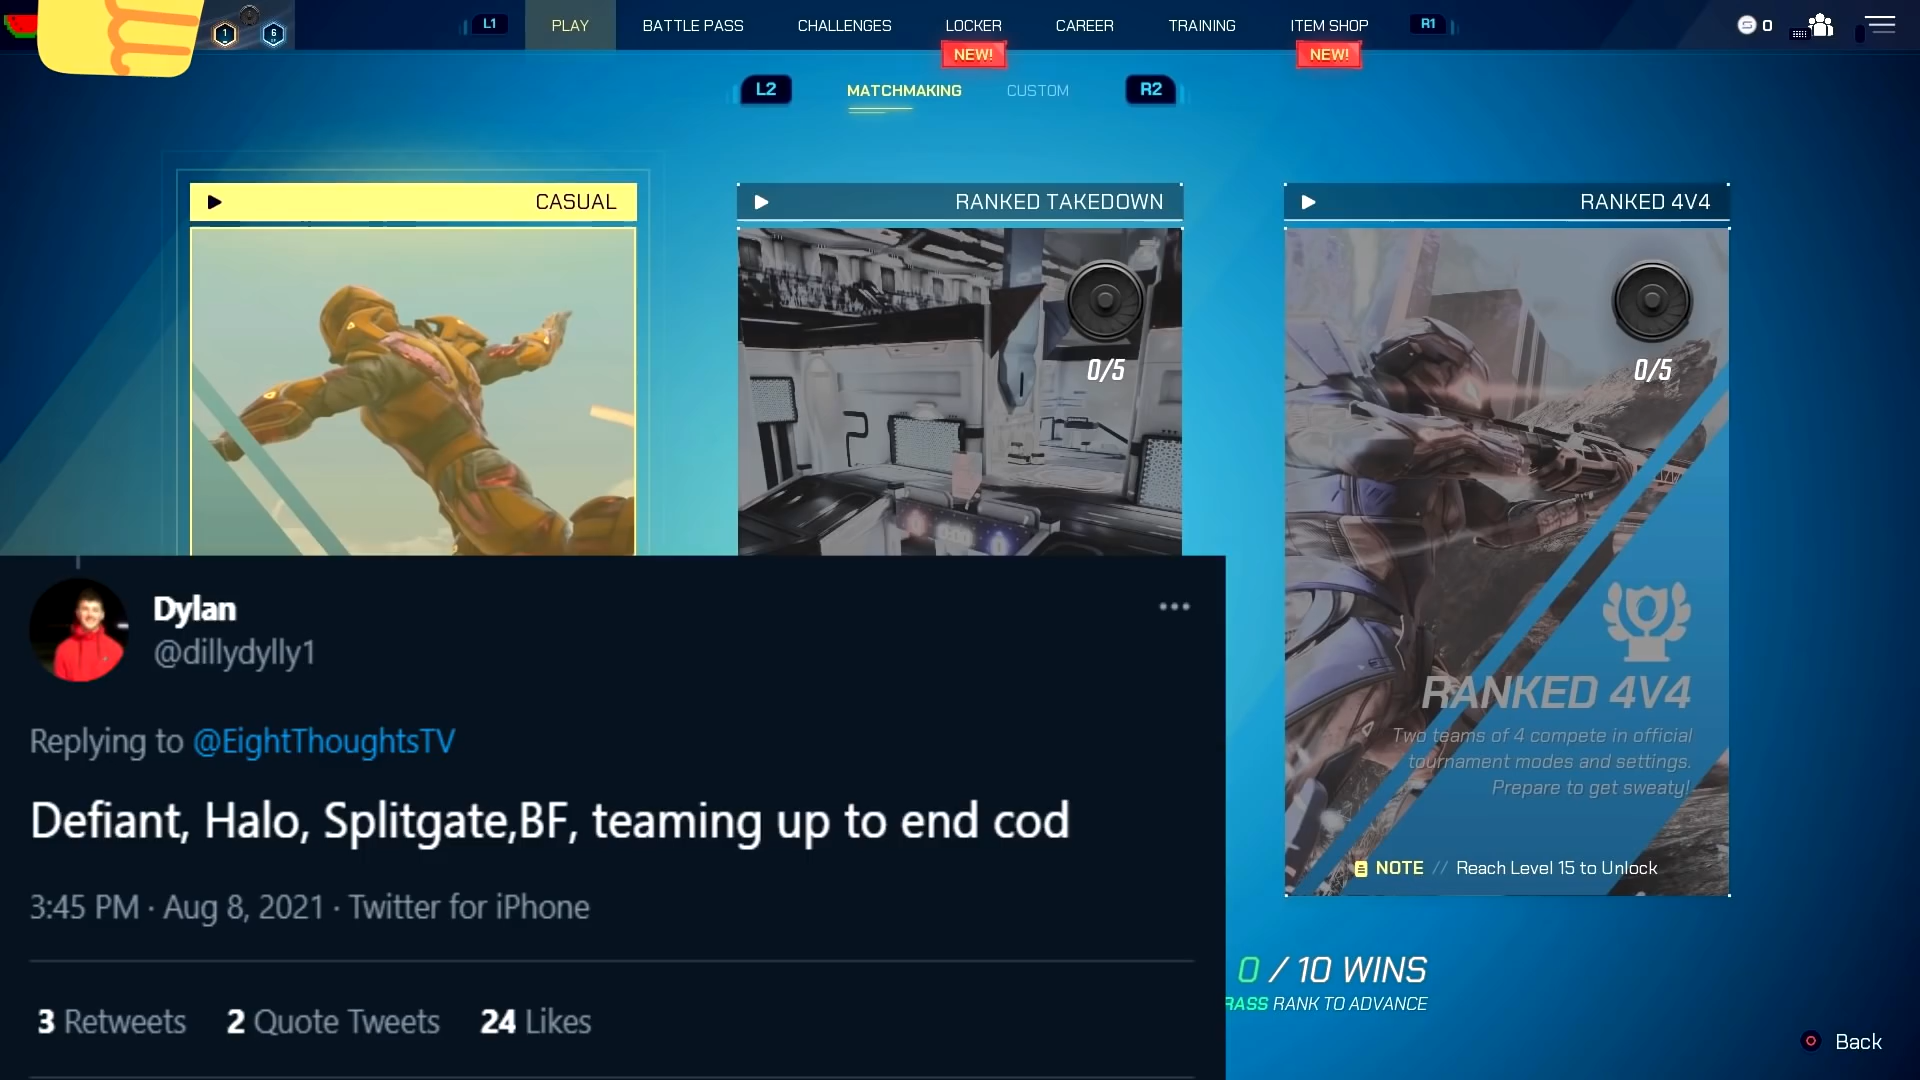 1
6
L1
PLAY
BATTLE PASS
CHALLENGES
LOCKER
CAREER
TRAINING
ITEM SHOP
R1
0
NEW!
NEW!
L2
MATCHMAKING
CUSTOM
R2
CASUAL
RANKED TAKEDOWN
RANKED 4V4
0/5
0/5
RANKED 4V4
Two teams of 4 compete in official
tournament modes and settings.
Prepare to get sweaty!
NOTE // Reach Level 15 to Unlock
Dylan
@dillydylly1
Replying to @EightThoughtsTV
Defiant, Halo, Splitgate,BF, teaming up to end cod
3:45 PM · Aug 8, 2021 · Twitter for iPhone
3 Retweets 2 Quote Tweets 24 Likes
0 / 10 WINS
RANK TO ADVANCE
Back